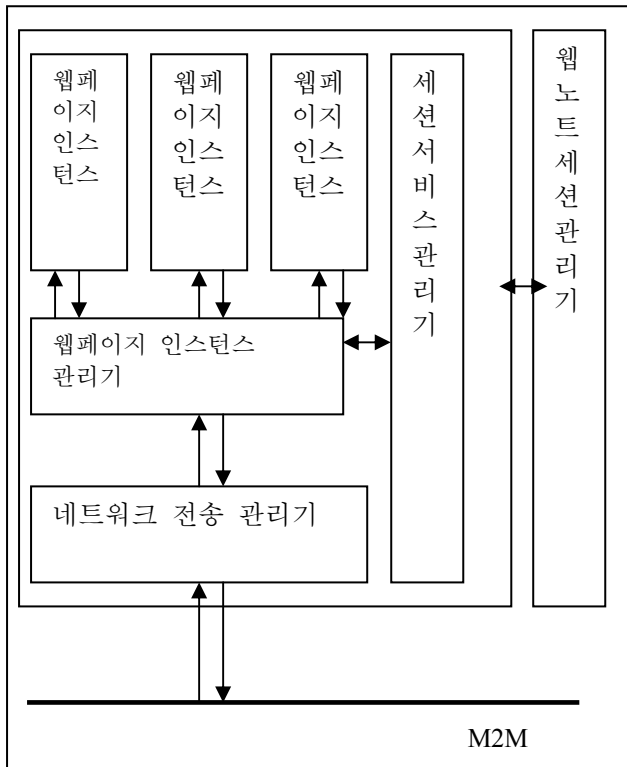 웹페
이지
인스
턴스
웹페
이지
인스
턴스
웹페
이지
인스
턴스
세
션
서
비
스
관
리
기
웹
노
트
세
션
관
리
기
웹페이지 인스턴스
관리기
네트워크 전송 관리기
M2M